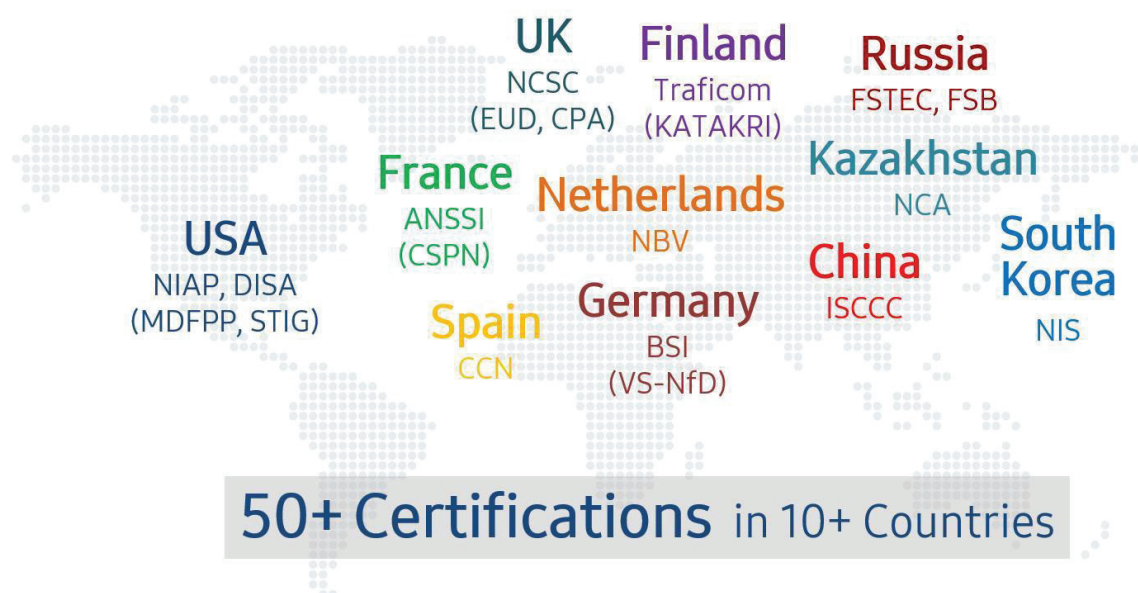 UK
NCSC
(EUD, CPA)
Finland
Traficom
(KATAKRI)
Russia
FSTEC, FSB
France
ANSSI
(CSPN)
Netherlands
NBV
Kazakhstan
NCA
USA
NIAP, DISA
(MDFPP, STIG)
Spain
CCN
Germany
BSI
(VS-NfD)
China
ISCCC
South
Korea
NIS
50+ Certifications in 10+ Countries